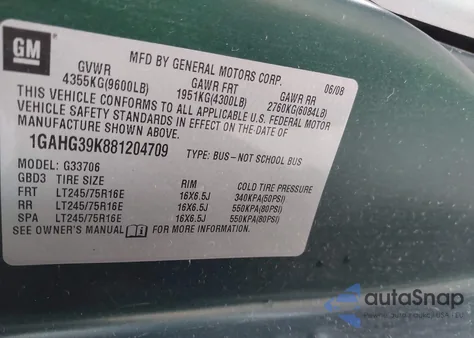 GM
MFD BY GENERAL MOTORS CORP.
06/08
GVWR GAWR FRT GAWR RR
4355KG(9600LB) 1951KG(4300LB) 2760KG(6084LB)
THIS VEHICLE CONFORMS TO ALL APPLICABLE U.S. FEDERAL MOTOR
VEHICLE SAFETY STANDARDS IN EFFECT ON THE DATE OF
MANUFACTURE SHOWN ABOVE.
1GAHG39K881204709 TYPE: BUS–NOT SCHOOL BUS
MODEL: G33706
GBD3 TIRE SIZE RIM COLD TIRE PRESSURE
FRT LT245/75R16E 16X6.5J 340KPA(50PSI)
RR LT245/75R16E 16X6.5J 550KPA(80PSI)
SPA LT245/75R16E 16X6.5J 550KPA(80PSI)
SEE OWNER'S MANUAL FOR MORE INFORMATION.
autoSnap